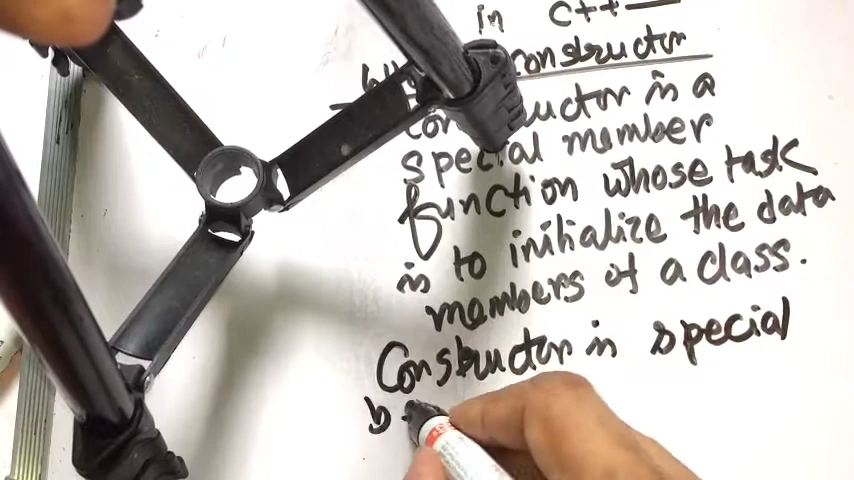 in C++
constructor
constructor is a
special member
function whose task
is to initialize the data
members of a class.
Constructor is special
b